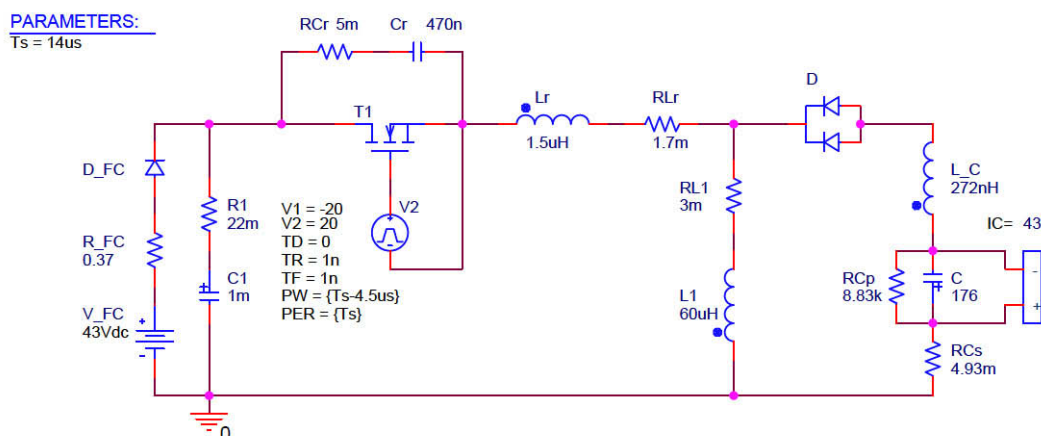 PARAMETERS:
Ts = 14us
RCr 5m
Cr 470n
T1
Lr
1.5uH
RLr
1.7m
D
D_FC
R1
22m
V1 = -20
V2 = 20
TD = 0
TR = 1n
TF = 1n
PW = {Ts-4.5us}
PER = {Ts}
V2
+
-
RL1
3m
L_C
272nH
IC= 43
R_FC
0.37
C1
1m
+
V_FC
43Vdc
+
-
L1
60uH
RCp
8.83k
C
176
+
-
+
RCs
4.93m
0